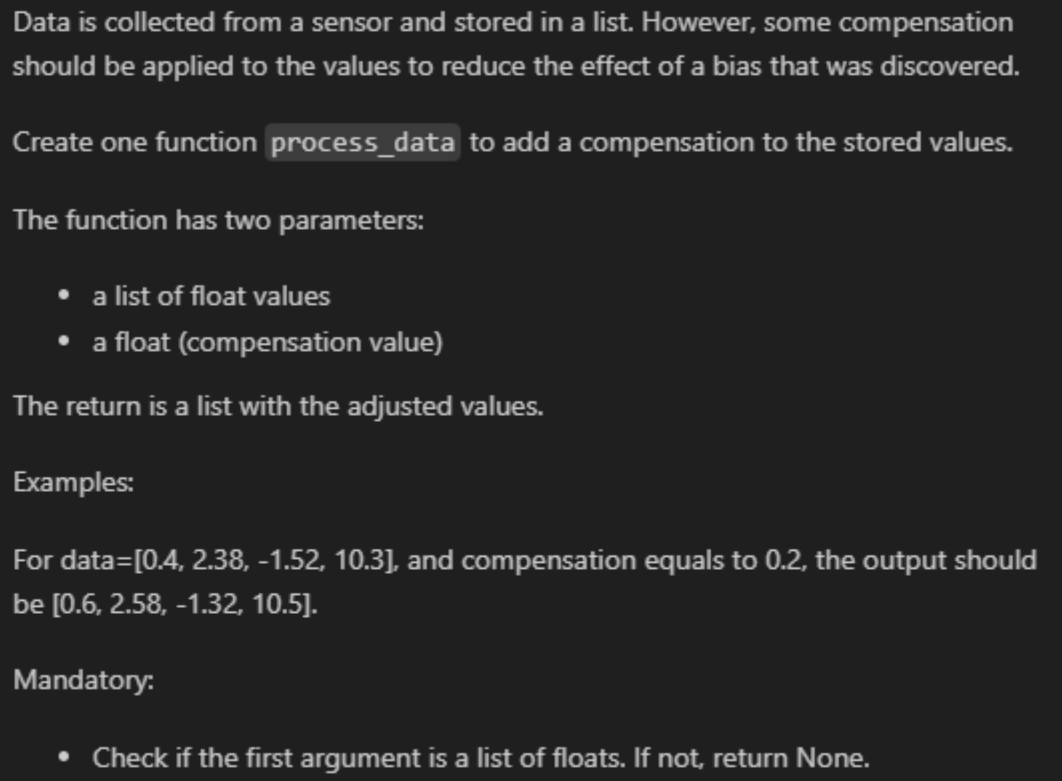 Data is collected from a sensor and stored in a list. However, some compensation
should be applied to the values to reduce the effect of a bias that was discovered.
Create one function process_data to add a compensation to the stored values.
The function has two parameters:
• a list of float values
• a float (compensation value)
The return is a list with the adjusted values.
Examples:
For data=[0.4, 2.38, -1.52, 10.3], and compensation equals to 0.2, the output should
be [0.6, 2.58, -1.32, 10.5].
Mandatory:
• Check if the first argument is a list of floats. If not, return None.